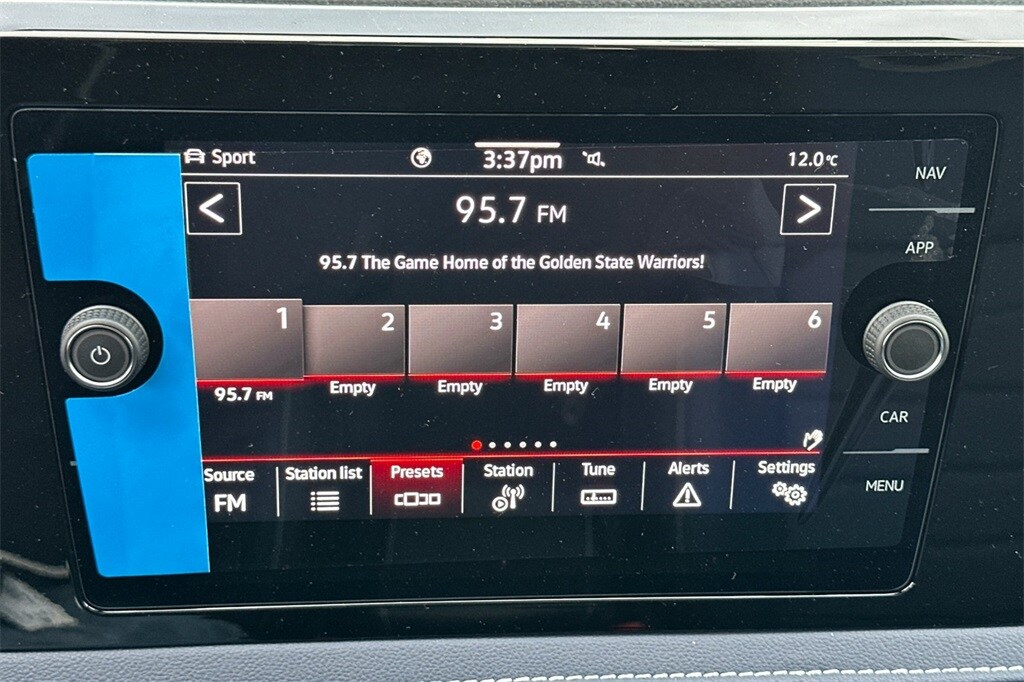 Sport 3:37pm 12.0°C
NAV
< 95.7 FM >
APP
95.7 The Game Home of the Golden State Warriors!
1 2 3 4 5 6
95.7 FM Empty Empty Empty Empty Empty
CAR
Source Station list Presets Station Tune Alerts Settings
FM
MENU